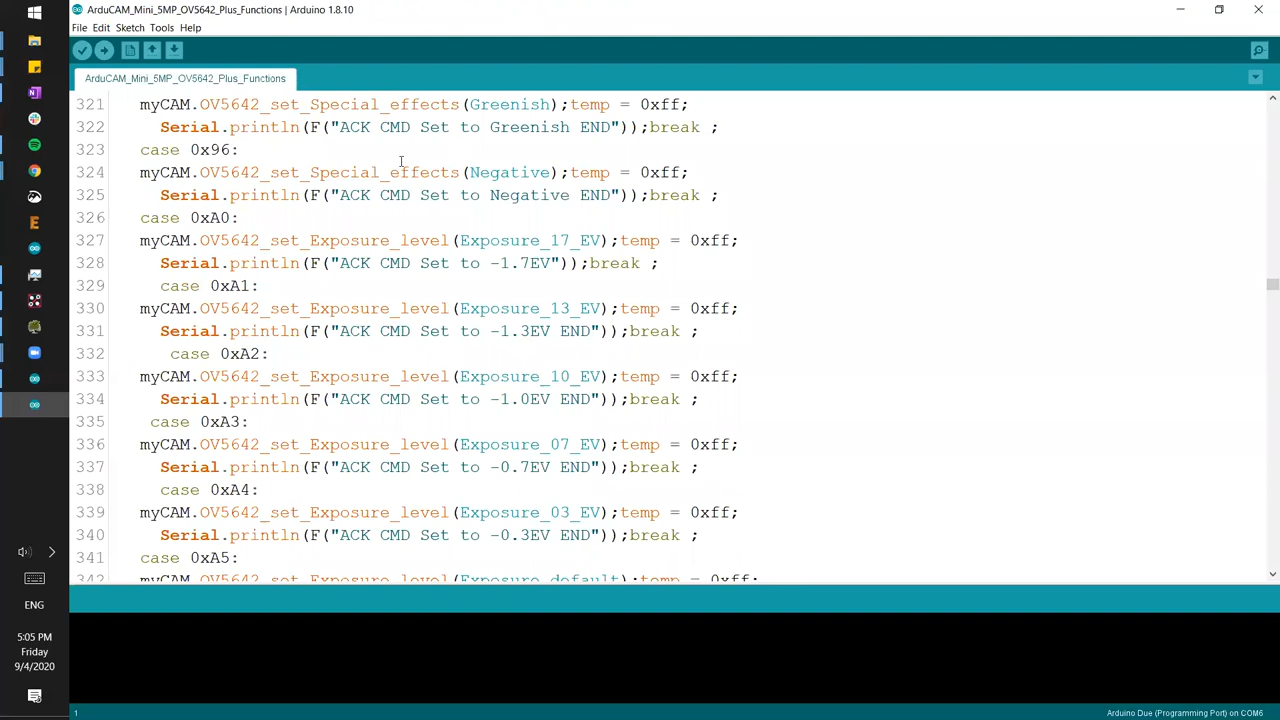 ArduCAM_Mini_5MP_OV5642_Plus_Functions | Arduino 1.8.10
File Edit Sketch Tools Help
ArduCAM_Mini_5MP_OV5642_Plus_Functions
321 myCAM.OV5642_set_Special_effects(Greenish);temp = 0xff;
322 Serial.println(F("ACK CMD Set to Greenish END"));break ;
323 case 0x96:
324 myCAM.OV5642_set_Special_effects(Negative);temp = 0xff;
325 Serial.println(F("ACK CMD Set to Negative END"));break ;
326 case 0xA0:
327 myCAM.OV5642_set_Exposure_level(Exposure_17_EV);temp = 0xff;
328 Serial.println(F("ACK CMD Set to -1.7EV"));break ;
329 case 0xA1:
330 myCAM.OV5642_set_Exposure_level(Exposure_13_EV);temp = 0xff;
331 Serial.println(F("ACK CMD Set to -1.3EV END"));break ;
332 case 0xA2:
333 myCAM.OV5642_set_Exposure_level(Exposure_10_EV);temp = 0xff;
334 Serial.println(F("ACK CMD Set to -1.0EV END"));break ;
335 case 0xA3:
336 myCAM.OV5642_set_Exposure_level(Exposure_07_EV);temp = 0xff;
337 Serial.println(F("ACK CMD Set to -0.7EV END"));break ;
338 case 0xA4:
339 myCAM.OV5642_set_Exposure_level(Exposure_03_EV);temp = 0xff;
340 Serial.println(F("ACK CMD Set to -0.3EV END"));break ;
341 case 0xA5:
342 myCAM.OV5642_set_Exposure_level(Exposure_default);temp = 0xff;
ENG
5:05 PM
Friday
9/4/2020
1
Arduino Due (Programming Port) on COM6